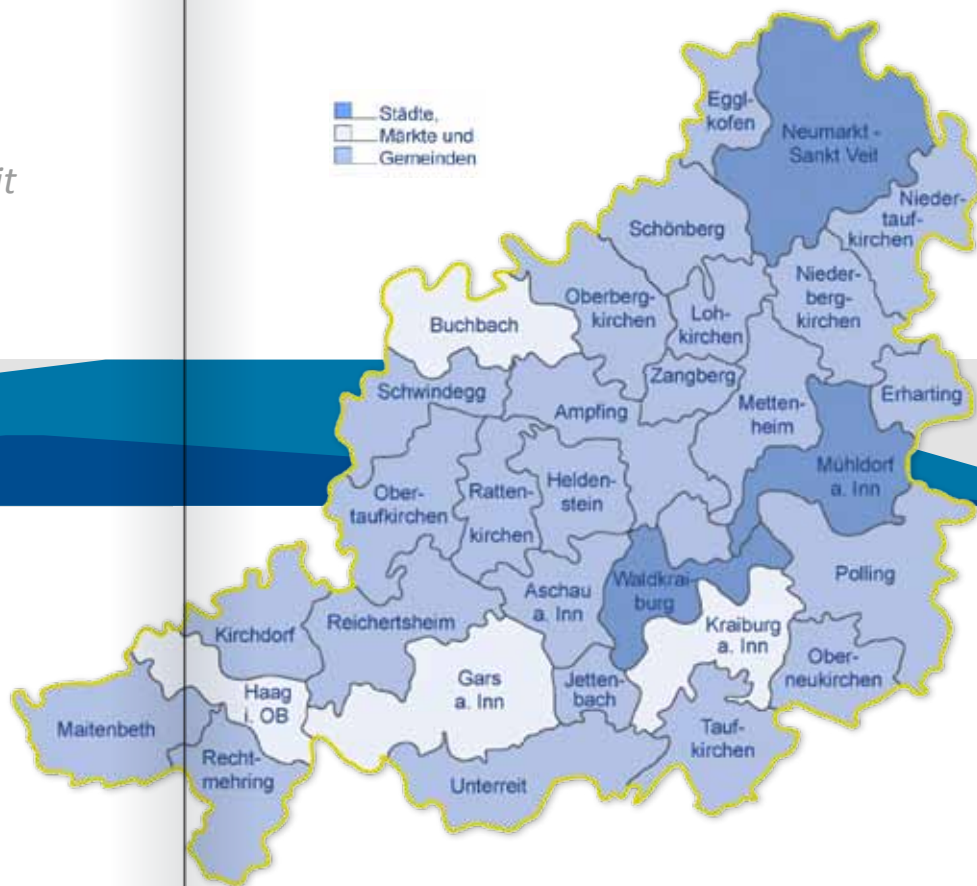 it
Städte,
Märkte und
Gemeinden
Eggl-
kofen
Neumarkt -
Sankt Veit
Nieder-
tauf-
kirchen
Schönberg
Nieder-
berg-
kirchen
Oberberg-
kirchen
Loh-
kirchen
Buchbach
Zangberg
Erharting
Schwindegg
Ampfing
Metten-
heim
Mühldorf
a. Inn
Ober-
taufkirchen
Ratten-
kirchen
Helden-
stein
Polling
Aschau
a. Inn
Waldkrai-
burg
Kraiburg
a. Inn
Reichertsheim
Kirchdorf
Ober-
neukirchen
Gars
a. Inn
Jetten-
bach
Haag
i. OB
Maitenbeth
Recht-
mehring
Tauf-
kirchen
Unterreit